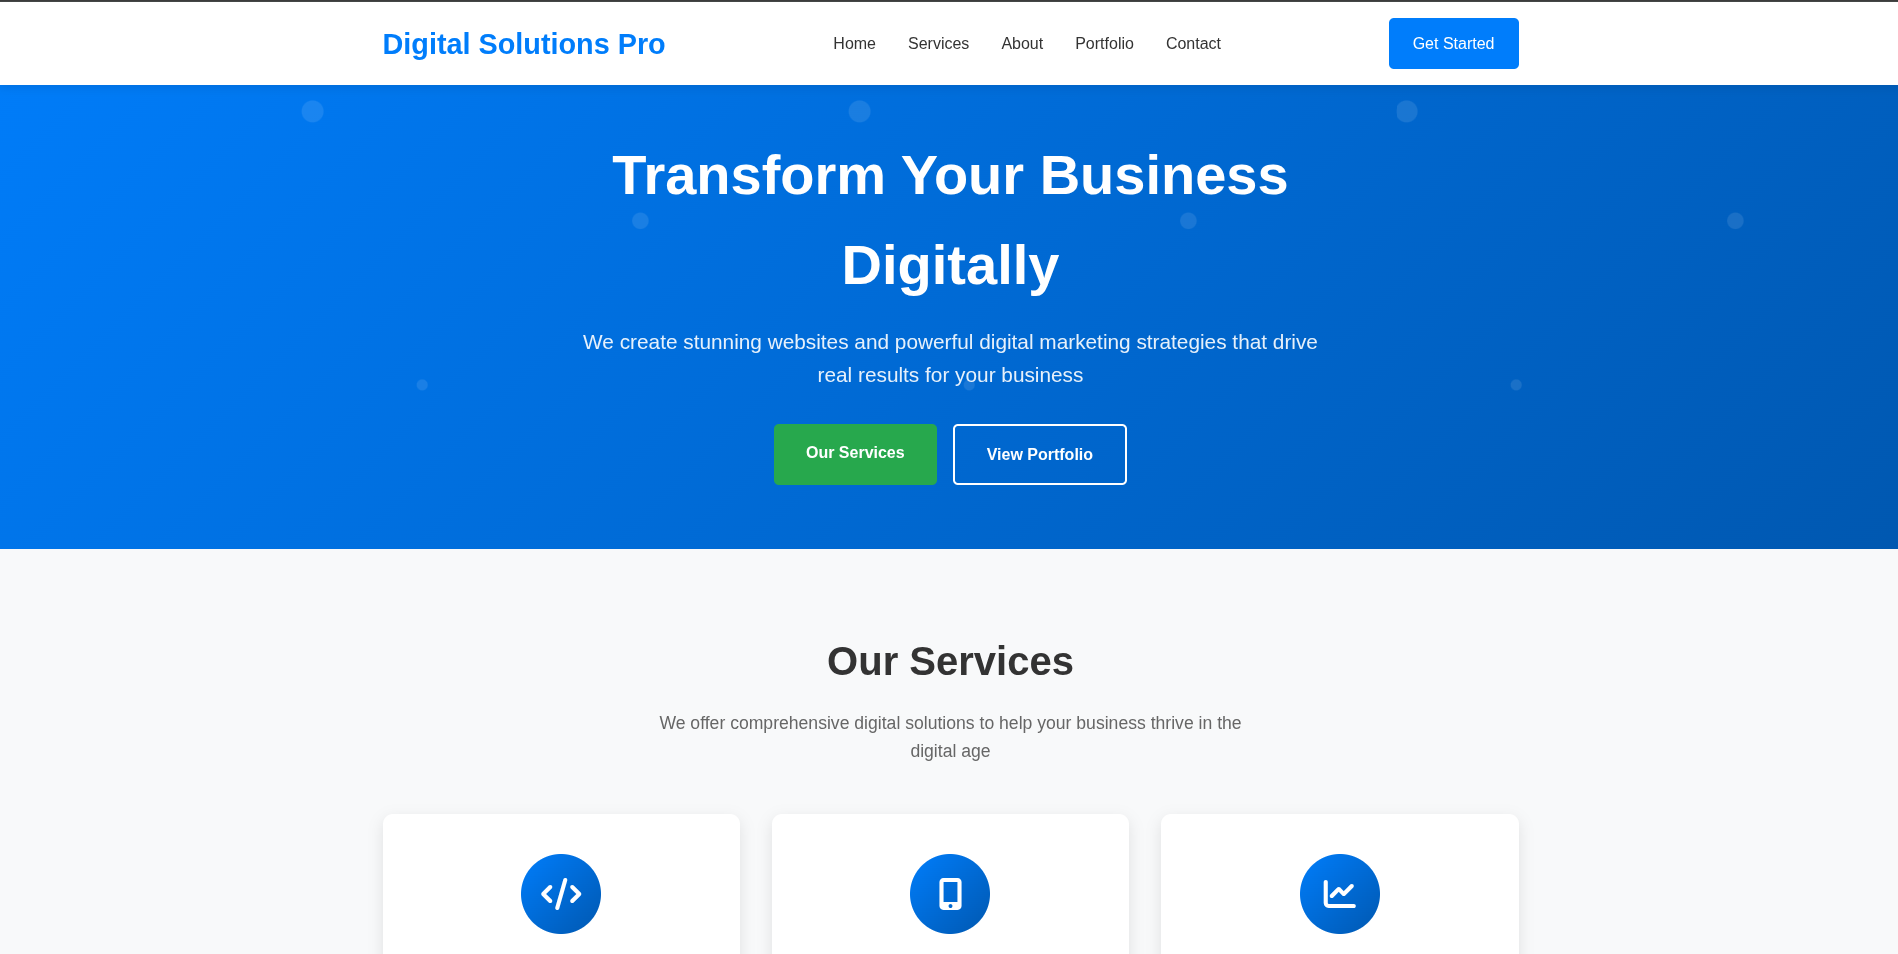 Digital Solutions Pro
Home Services About Portfolio Contact
Get Started
Transform Your Business
Digitally
We create stunning websites and powerful digital marketing strategies that drive
real results for your business
Our Services
View Portfolio
Our Services
We offer comprehensive digital solutions to help your business thrive in the
digital age